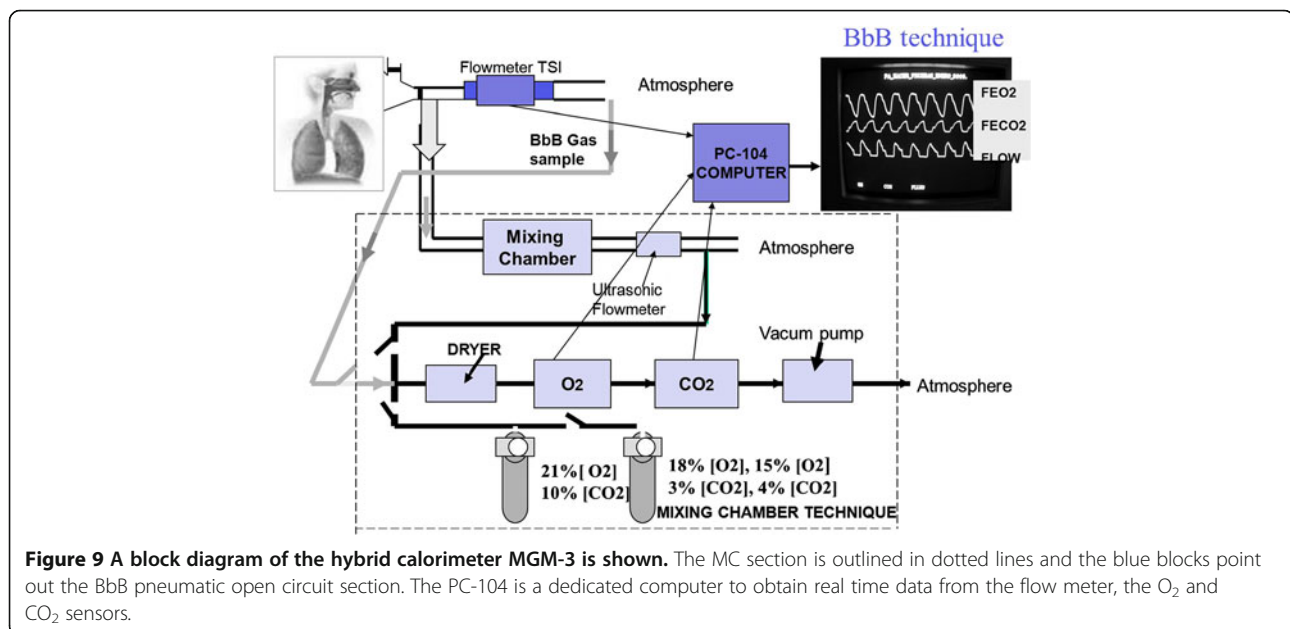 BbB technique
Flowmeter TSI
Atmosphere
FEO2
FECO2
FLOW
BbB Gas
sample
PC-104
COMPUTER
Mixing
Chamber
Atmosphere
Ultrasonic
Flowmeter
Vacum pump
DRYER
O2
CO2
Atmosphere
21%[ O2]
10% [CO2]
18% [O2], 15% [O2]
3% [CO2], 4% [CO2]
MIXING CHAMBER TECHNIQUE
Figure 9 A block diagram of the hybrid calorimeter MGM-3 is shown. The MC section is outlined in dotted lines and the blue blocks point
out the BbB pneumatic open circuit section. The PC-104 is a dedicated computer to obtain real time data from the flow meter, the O₂ and
CO₂ sensors.